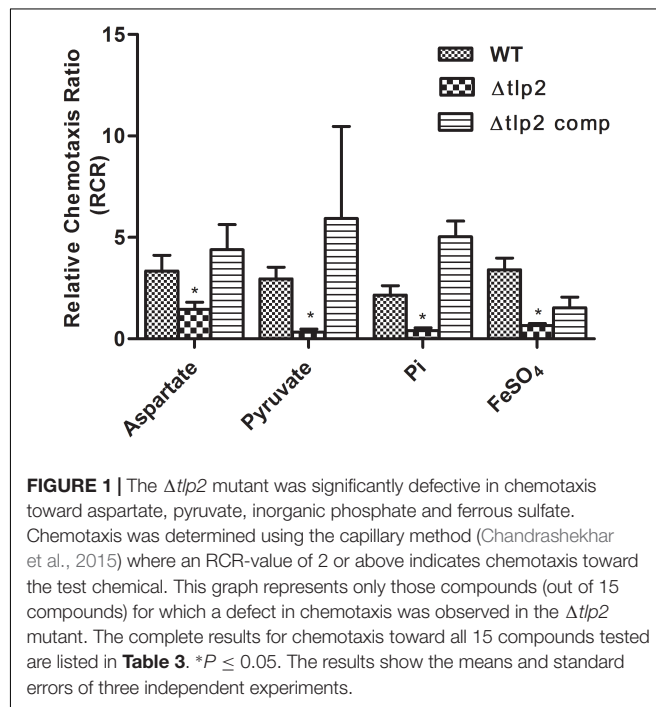 15
10
5
0
Relative Chemotaxis Ratio
(RCR)
WT
Δtlp2
Δtlp2 comp
*
*
*
*
Aspartate
Pyruvate
Pi
FeSO₄
FIGURE 1 | The Δtlp2 mutant was significantly defective in chemotaxis
toward aspartate, pyruvate, inorganic phosphate and ferrous sulfate.
Chemotaxis was determined using the capillary method (Chandrashekhar
et al., 2015) where an RCR-value of 2 or above indicates chemotaxis toward
the test chemical. This graph represents only those compounds (out of 15
compounds) for which a defect in chemotaxis was observed in the Δtlp2
mutant. The complete results for chemotaxis toward all 15 compounds tested
are listed in Table 3. *P ≤ 0.05. The results show the means and standard
errors of three independent experiments.